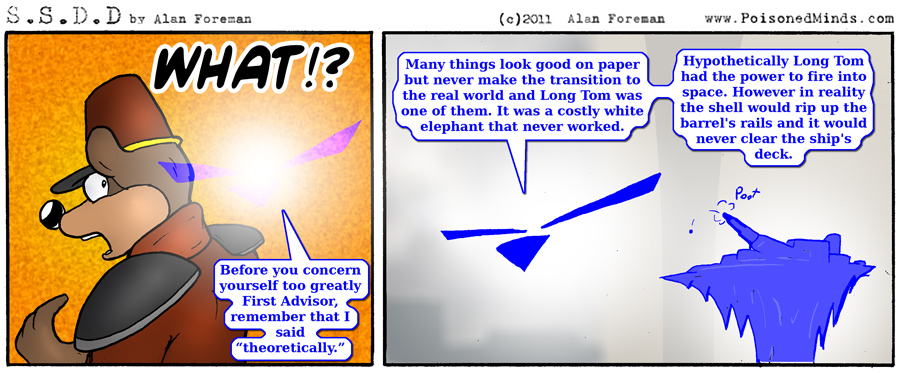 S.S.D.D by Alan Foreman (c)2011 Alan Foreman www.PoisonedMinds.com
WHAT!?
Before you concern
yourself too greatly
First Advisor,
remember that I
said
“theoretically.”
Many things look good on paper
but never make the transition to
the real world and Long Tom was
one of them. It was a costly white
elephant that never worked.
Hypothetically Long Tom
had the power to fire into
space. However in reality
the shell would rip up the
barrel's rails and it would
never clear the ship's
deck.
Poot
!